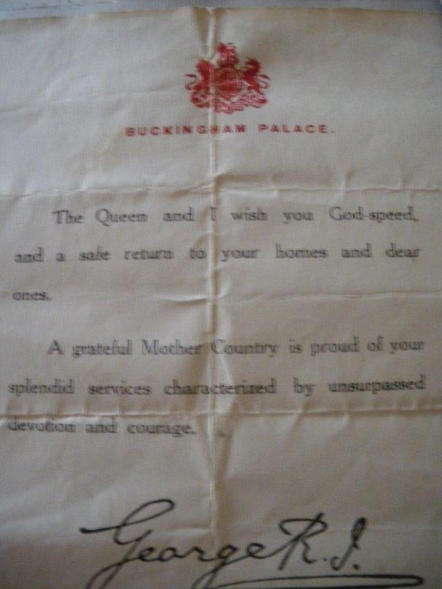 BUCKINGHAM PALACE.
The Queen and I wish you God-speed,
and a safe return to your homes and dear
ones.
A grateful Mother Country is proud of your
splendid services characterized by unsurpassed
devotion and courage.
George R.I.